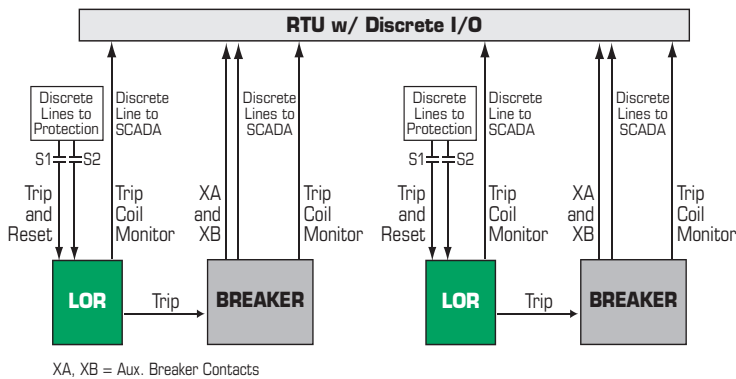 RTU w/ Discrete I/O
Discrete
Lines to
Protection
Discrete
Line to
SCADA
Discrete
Lines to
SCADA
S1
S2
Trip
and
Reset
Trip
Coil
Monitor
XA
and
XB
Trip
Coil
Monitor
LOR
Trip
BREAKER
Discrete
Lines to
Protection
Discrete
Line to
SCADA
Discrete
Lines to
SCADA
S1
S2
Trip
and
Reset
Trip
Coil
Monitor
XA
and
XB
Trip
Coil
Monitor
LOR
Trip
BREAKER
XA, XB = Aux. Breaker Contacts